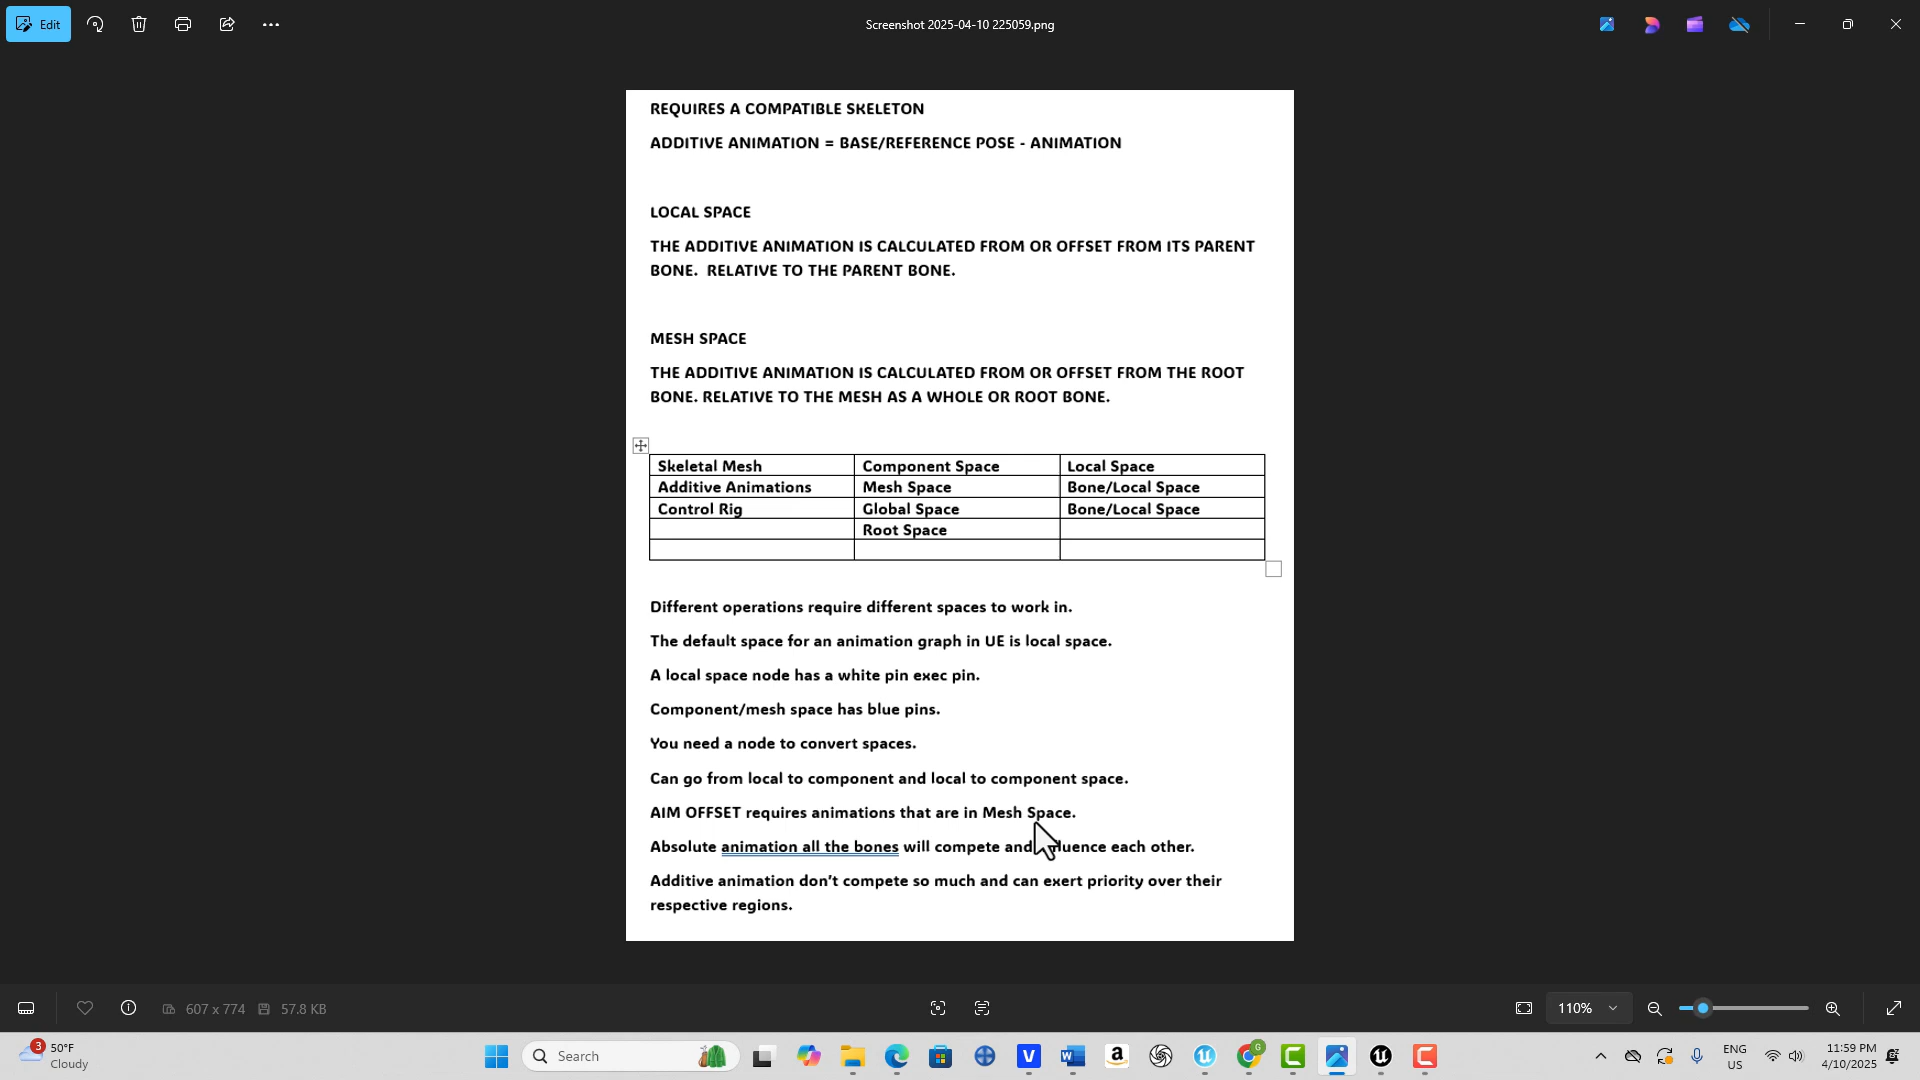 Edit
Screenshot 2025-04-10 225059.png
REQUIRES A COMPATIBLE SKELETON
ADDITIVE ANIMATION = BASE/REFERENCE POSE - ANIMATION
LOCAL SPACE
THE ADDITIVE ANIMATION IS CALCULATED FROM OR OFFSET FROM ITS PARENT
BONE. RELATIVE TO THE PARENT BONE.
MESH SPACE
THE ADDITIVE ANIMATION IS CALCULATED FROM OR OFFSET FROM THE ROOT
BONE. RELATIVE TO THE MESH AS A WHOLE OR ROOT BONE.
Skeletal Mesh Component Space Local Space
Additive Animations Mesh Space Bone/Local Space
Control Rig Global Space Bone/Local Space
Root Space
Different operations require different spaces to work in.
The default space for an animation graph in UE is local space.
A local space node has a white pin exec pin.
Component/mesh space has blue pins.
You need a node to convert spaces.
Can go from local to component and local to component space.
AIM OFFSET requires animations that are in Mesh Space.
Absolute animation all the bones will compete and influence each other.
Additive animation don't compete so much and can exert priority over their
respective regions.
607 x 774 57.8 KB
110%
3
50°F
Cloudy
Search
ENG
US
11:59 PM
4/10/2025